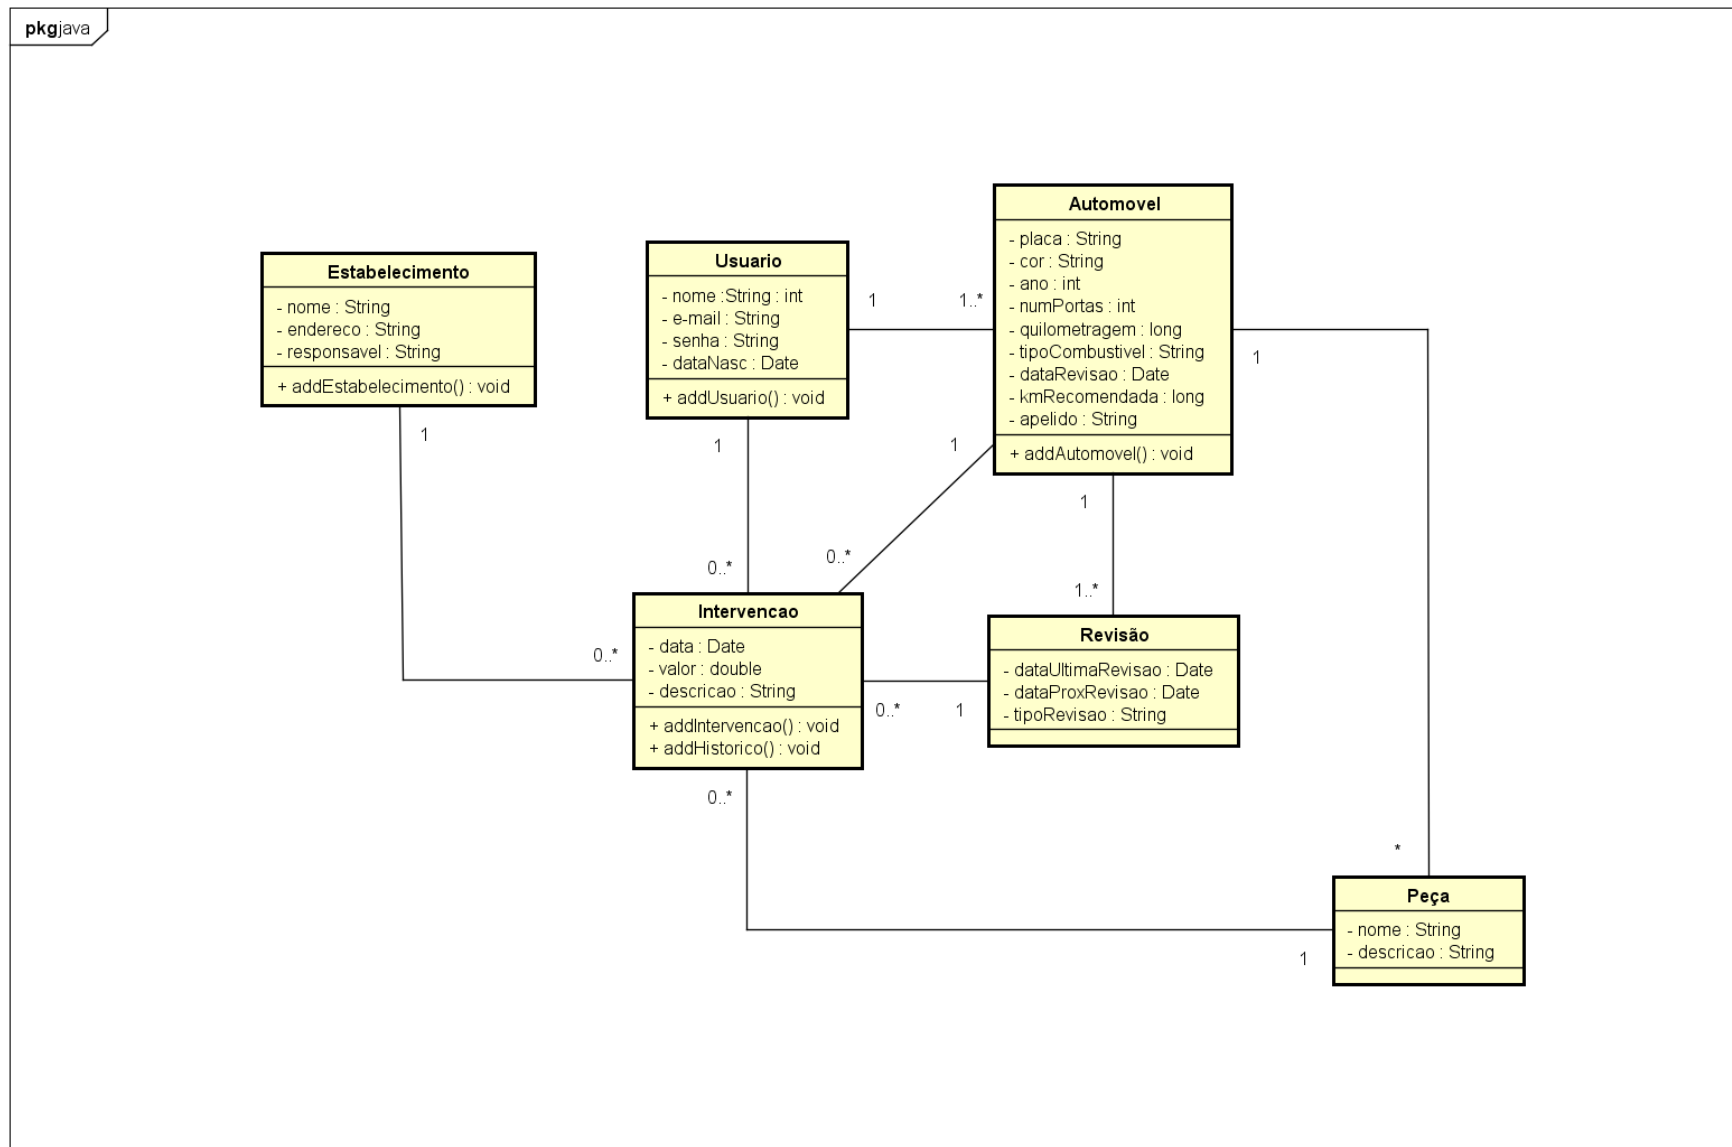 pkgjava
Estabelecimento
- nome : String
- endereco : String
- responsavel : String
+ addEstabelecimento() : void
1
0..*
Usuario
- nome :String : int
- e-mail : String
- senha : String
- dataNasc : Date
+ addUsuario() : void
1
1..*
1
0..*
Automovel
- placa : String
- cor : String
- ano : int
- numPortas : int
- quilometragem : long
- tipoCombustivel : String
- dataRevisao : Date
- kmRecomendada : long
- apelido : String
+ addAutomovel() : void
1
0..*
1
1..*
1
*
Intervencao
- data : Date
- valor : double
- descricao : String
+ addIntervencao() : void
+ addHistorico() : void
0..*
1
Revisão
- dataUltimaRevisao : Date
- dataProxRevisao : Date
- tipoRevisao : String
0..*
1
Peça
- nome : String
- descricao : String